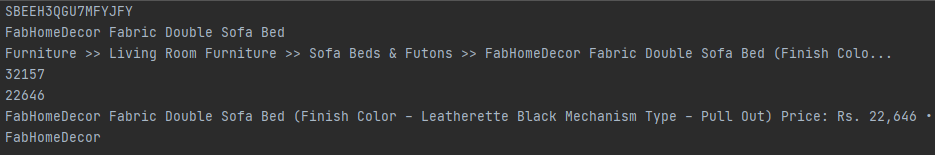 SBEEH3QGU7MFYJFY
FabHomeDecor Fabric Double Sofa Bed
Furniture >> Living Room Furniture >> Sofa Beds & Futons >> FabHomeDecor Fabric Double Sofa Bed (Finish Colo...
32157
22646
FabHomeDecor Fabric Double Sofa Bed (Finish Color - Leatherette Black Mechanism Type - Pull Out) Price: Rs. 22,646 •
FabHomeDecor